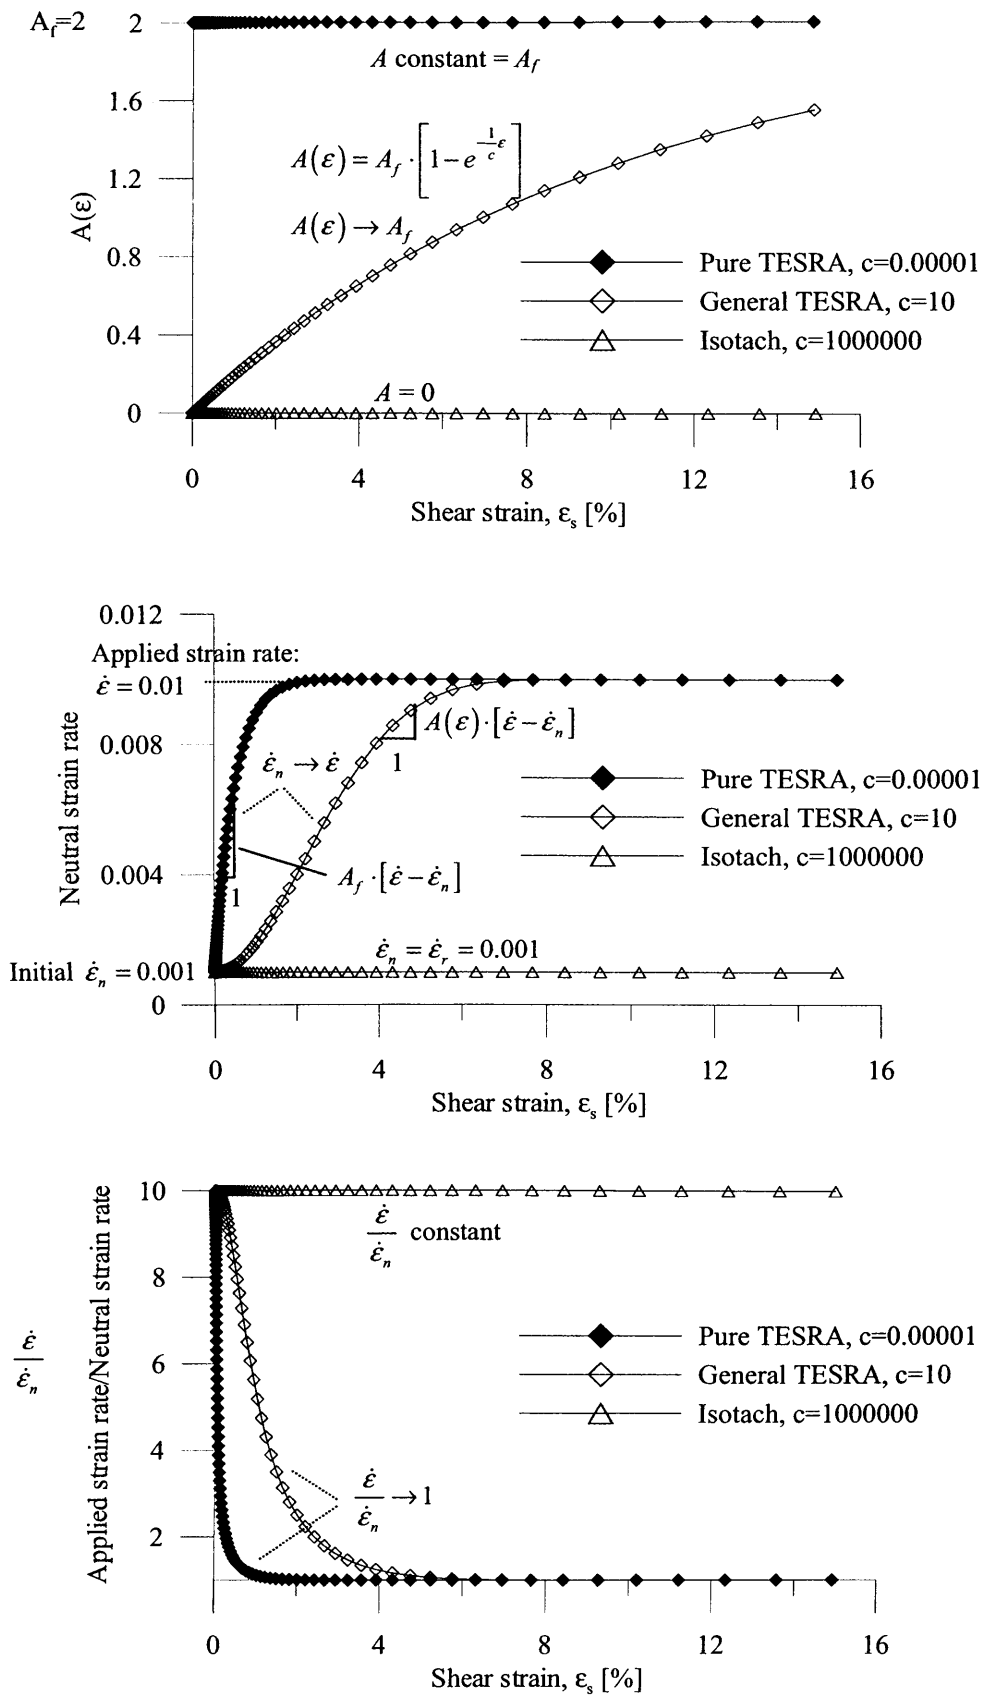 A_f=2
2
A constant = A_f
1.6
A(ε) = A_f · [1 − e^{-\frac{1}{c}ε}]
1.2
A(ε)
A(ε) → A_f
0.8
Pure TESRA, c=0.00001
General TESRA, c=10
0.4
Isotach, c=1000000
A = 0
0
0 4 8 12 16
Shear strain, ε_s [%]
0.012
Applied strain rate:
ε̇ = 0.01
A(ε) · [ε̇ − ε̇_n]
0.008
1
ε̇_n → ε̇
Neutral strain rate
Pure TESRA, c=0.00001
General TESRA, c=10
Isotach, c=1000000
0.004
A_f · [ε̇ − ε̇_n]
1
ε̇_n = ε̇_r = 0.001
Initial ε̇_n = 0.001
0
0 4 8 12 16
Shear strain, ε_s [%]
10
ε̇/ε̇_n constant
8
Applied strain rate/Neutral strain rate
ε̇/ε̇_n
Pure TESRA, c=0.00001
General TESRA, c=10
Isotach, c=1000000
6
4
ε̇/ε̇_n → 1
2
0 4 8 12 16
Shear strain, ε_s [%]